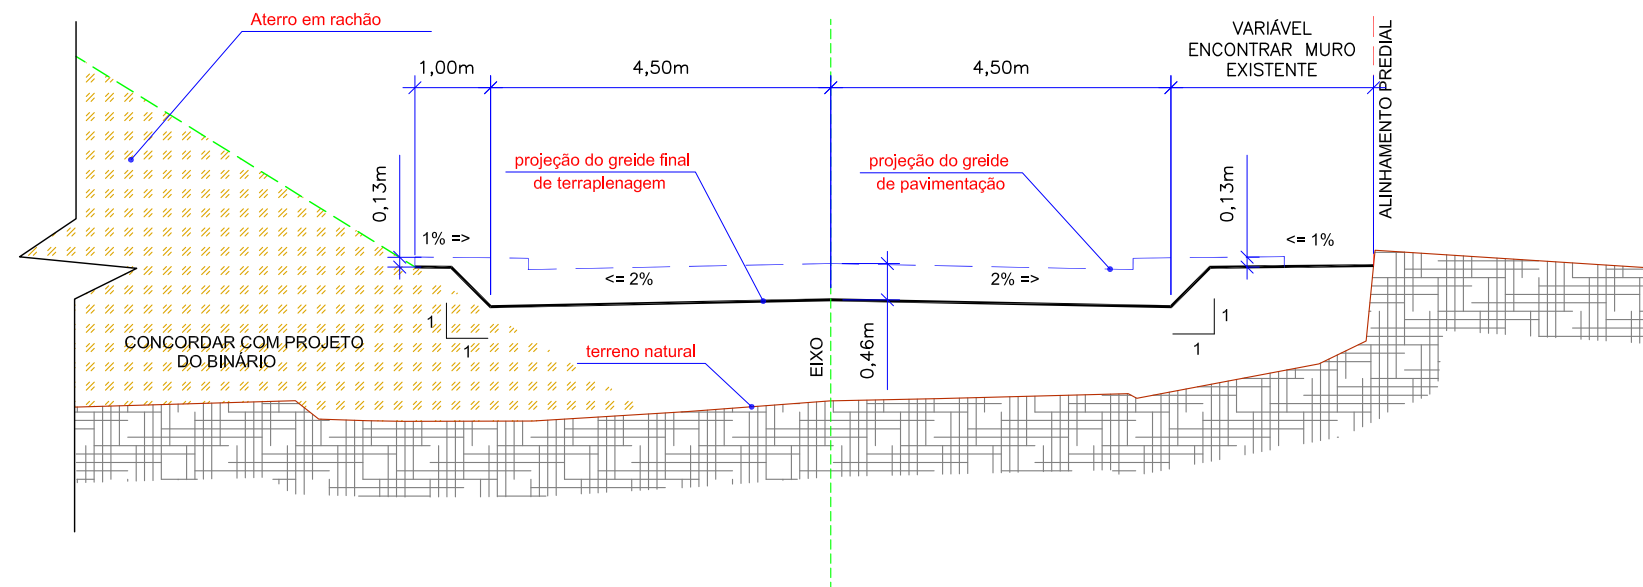 Aterro em rachão
VARIÁVEL
ENCONTRAR MURO
EXISTENTE
ALINHAMENTO PREDIAL
1,00m
4,50m
4,50m
projeção do greide final
de terraplenagem
projeção do greide
de pavimentação
0,13m
0,13m
1% =>
<= 1%
<= 2%
2% =>
1
1
1
1
CONCORDAR COM PROJETO
DO BINÁRIO
terreno natural
EIXO
0,46m